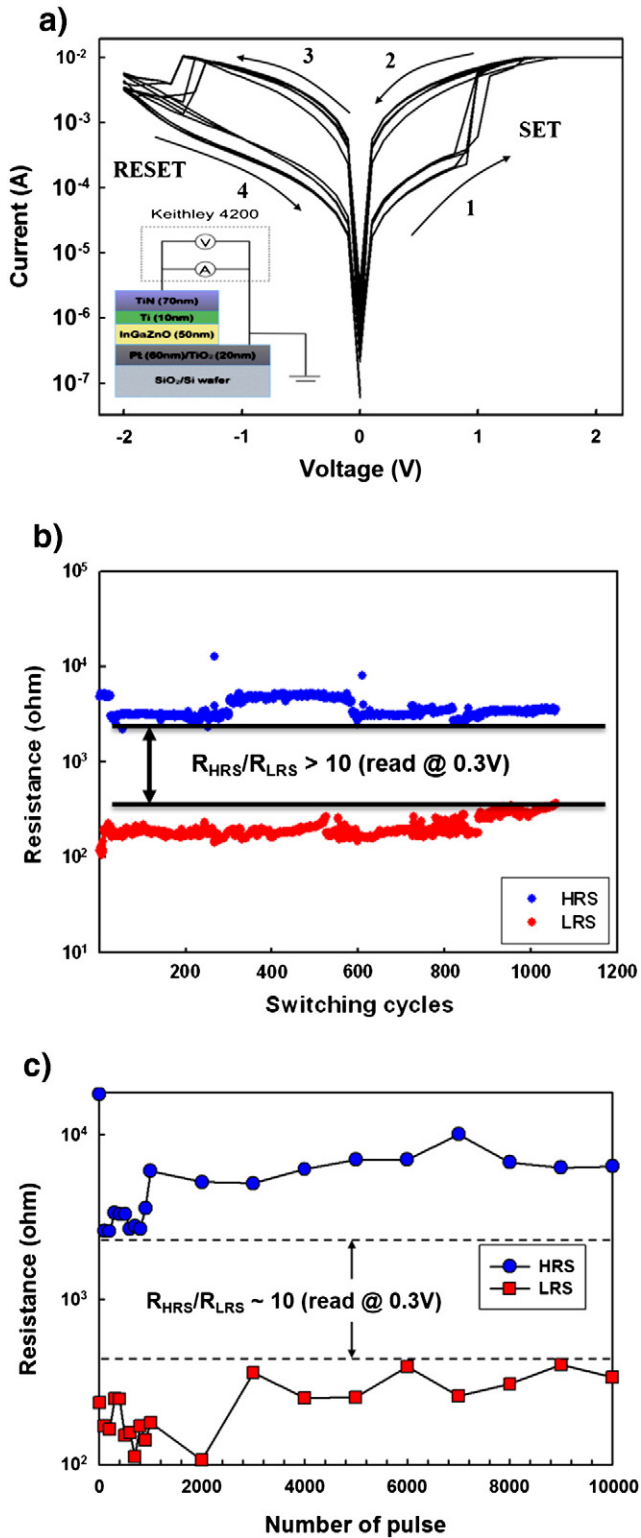 a)
10⁻²
10⁻³
10⁻⁴
10⁻⁵
10⁻⁶
10⁻⁷
Current (A)
3
2
SET
RESET
4
1
Keithley 4200
V
A
TiN (70nm)
Ti (10nm)
InGaZnO (50nm)
Pt (60nm)/TiO₂ (20nm)
SiO₂/Si wafer
-2 -1 0 1 2
Voltage (V)
b)
10⁵
10⁴
10³
10²
10¹
Resistance (ohm)
R_HRS/R_LRS > 10 (read @ 0.3V)
HRS
LRS
200 400 600 800 1000 1200
Switching cycles
c)
10⁴
10³
10²
Resistance (ohm)
HRS
LRS
R_HRS/R_LRS ~ 10 (read @ 0.3V)
0 2000 4000 6000 8000 10000
Number of pulse